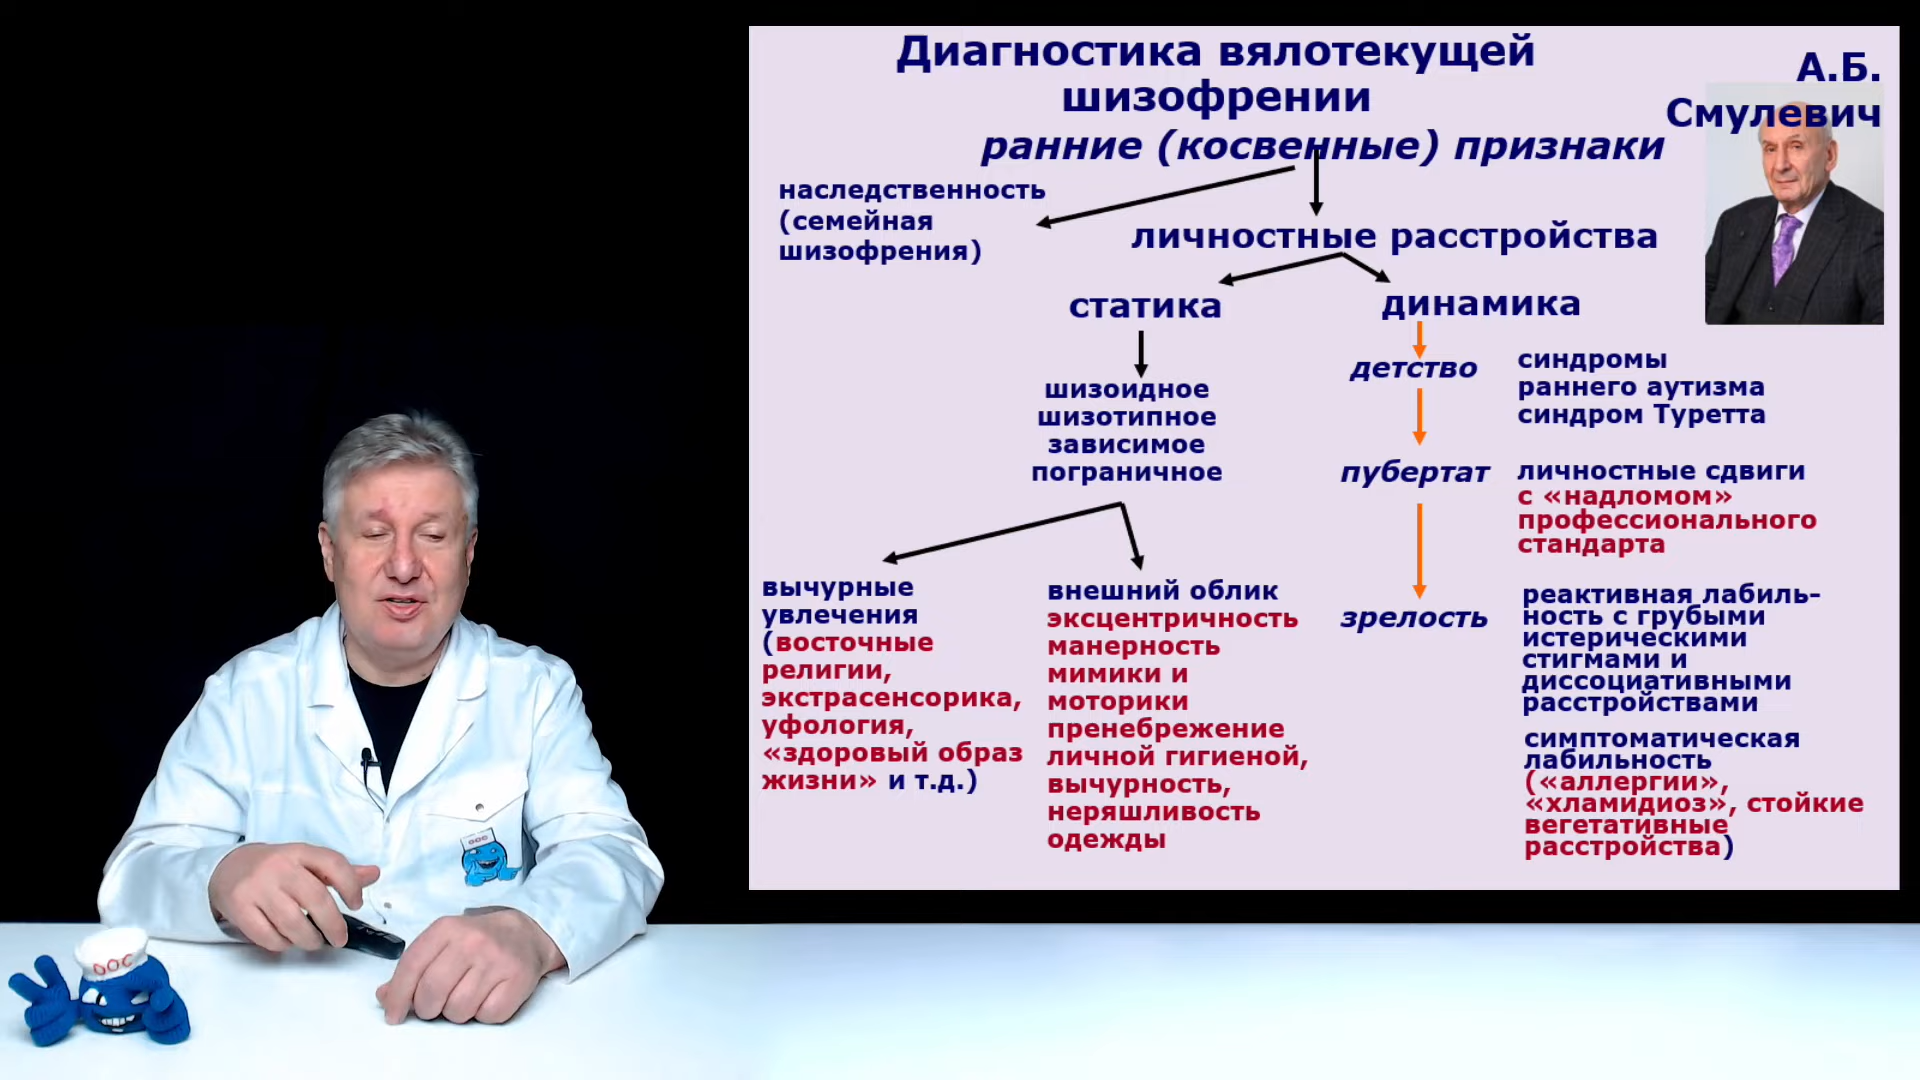 Диагностика вялотекущей
шизофрении
ранние (косвенные) признаки
А.Б.
Смулевич
наследственность
(семейная
шизофрения)
личностные расстройства
статика
динамика
шизоидное
шизотипное
зависимое
пограничное
детство
синдромы
раннего аутизма
синдром Туретта
пубертат
личностные сдвиги
с «надломом»
профессионального
стандарта
вычурные
увлечения
(восточные
религии,
экстрасенсорика,
уфология,
«здоровый образ
жизни» и т.д.)
внешний облик
эксцентричность
манерность
мимики и
моторики
пренебрежение
личной гигиеной,
вычурность,
неряшливость
одежды
зрелость
реактивная лабиль-
ность с грубыми
истерическими
стигмами и
диссоциативными
расстройствами
симптоматическая
лабильность
(«аллергии»,
«хламидиоз», стойкие
вегетативные
расстройства)
DOC
DOC